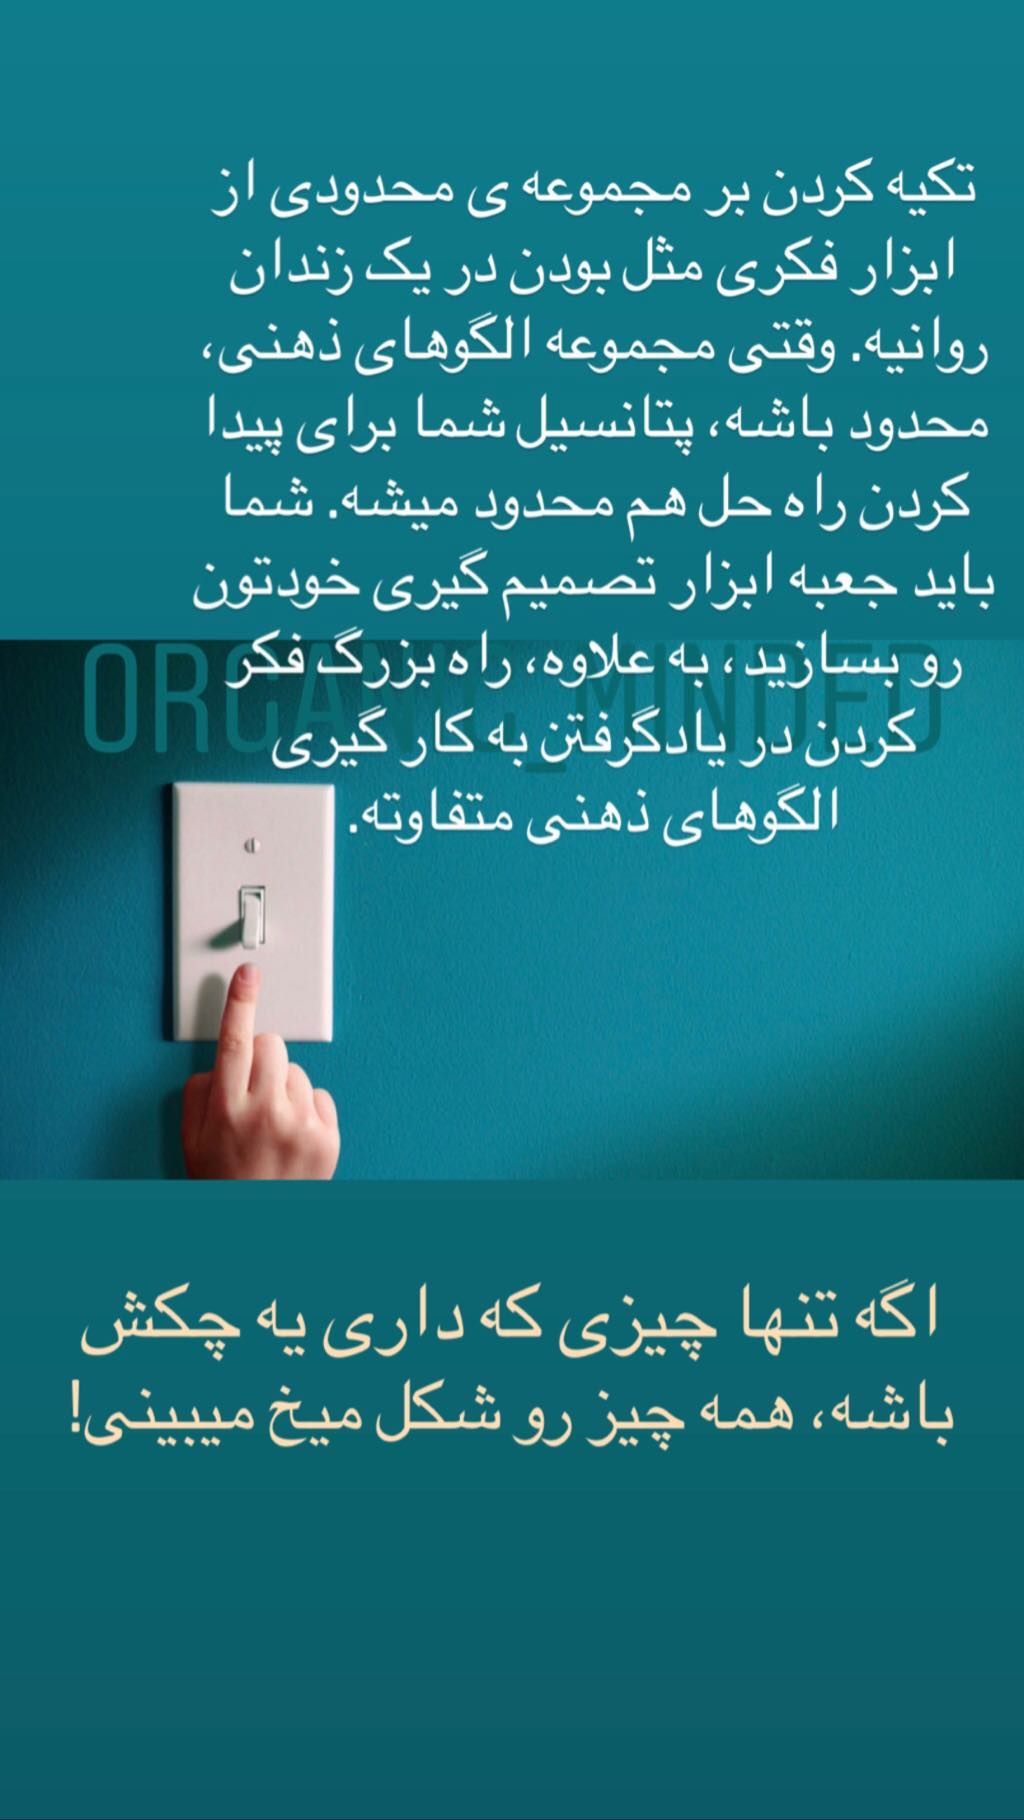 تکیه کردن بر مجموعه ی محدودی از
ابزار فکری مثل بودن در یک زندان
روانیه. وقتی مجموعه الگوهای ذهنی،
محدود باشه، پتانسیل شما برای پیدا
کردن راه حل هم محدود میشه. شما
باید جعبه ابزار تصمیم گیری خودتون
رو بسازید، به علاوه، راه بزرگ فکر
کردن در یادگرفتن به کار گیری
الگوهای ذهنی متفاوته.
ORGANIC_MINDED
اگه تنها چیزی که داری یه چکش
باشه، همه چیز رو شکل میخ میبینی!